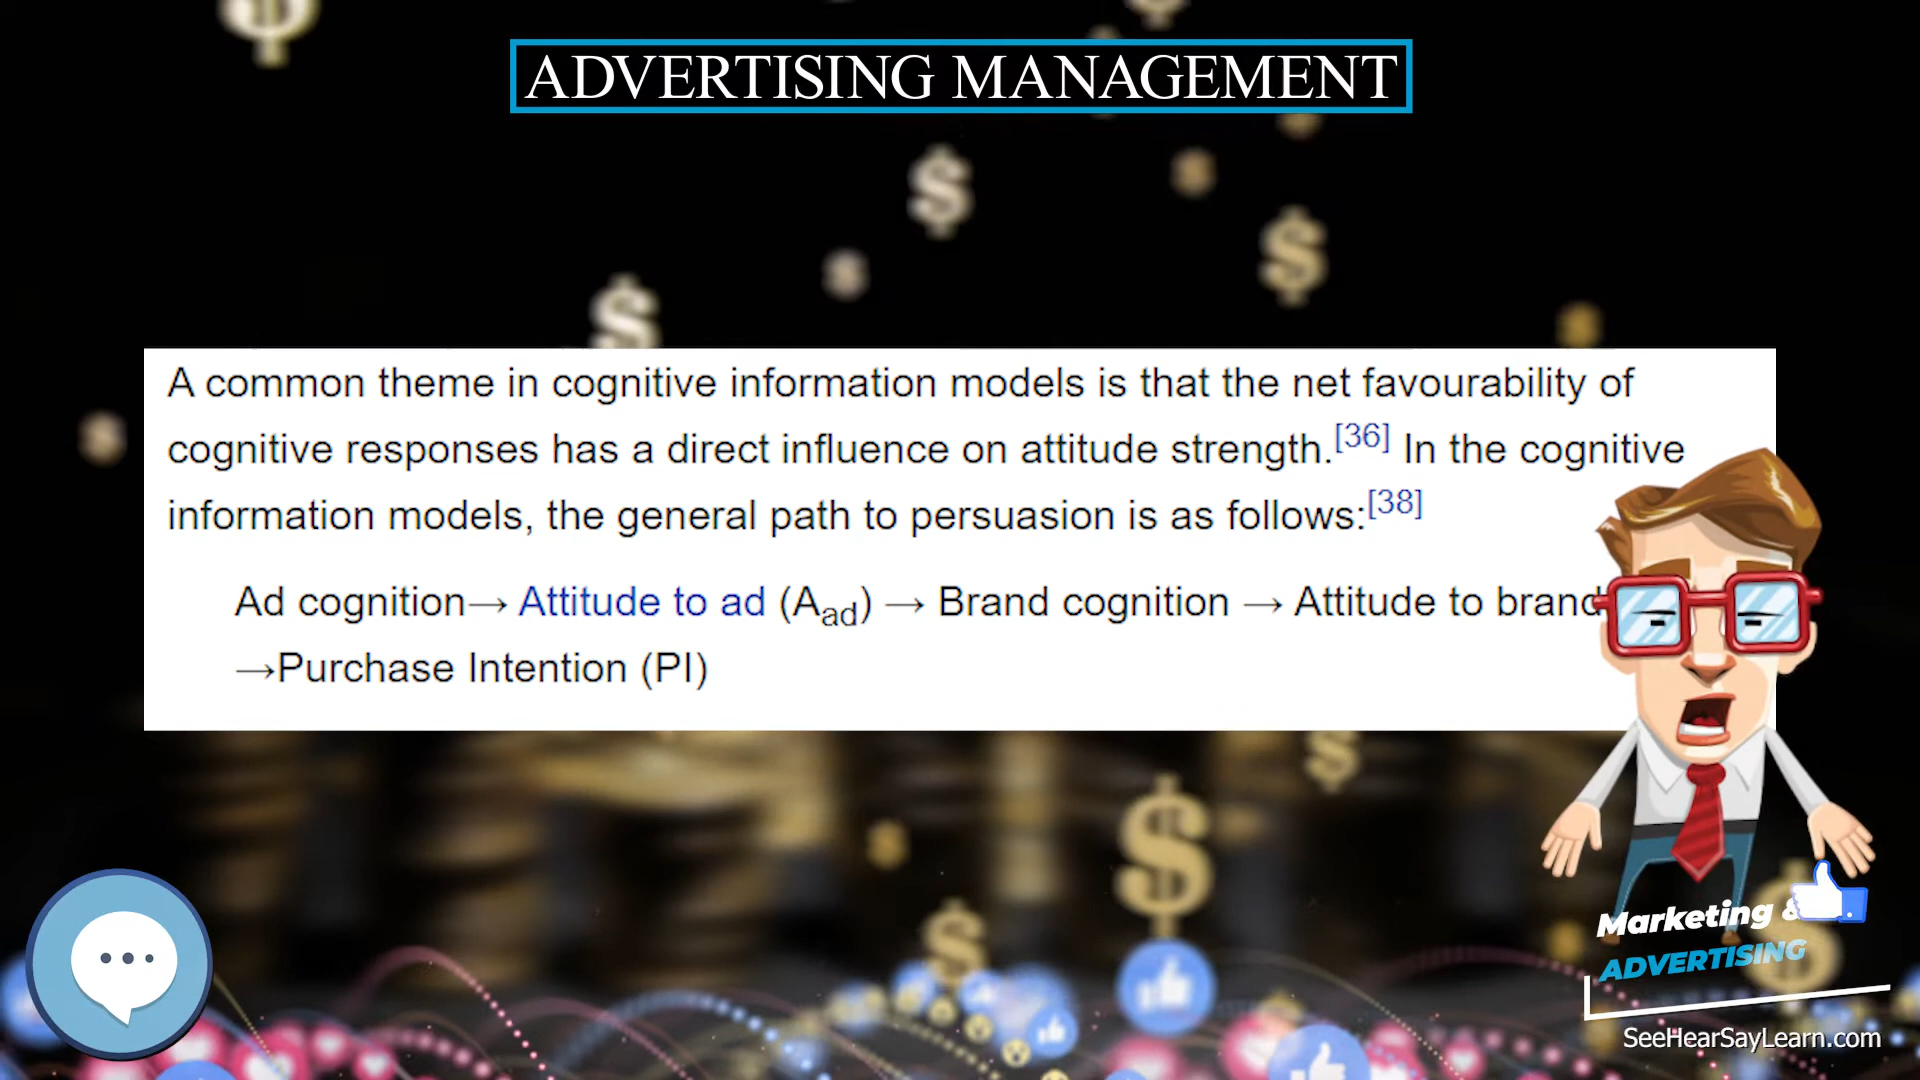 ADVERTISING MANAGEMENT
A common theme in cognitive information models is that the net favourability of
cognitive responses has a direct influence on attitude strength.[36] In the cognitive
information models, the general path to persuasion is as follows:[38]
Ad cognition→ Attitude to ad (Aad) → Brand cognition → Attitude to brand
→Purchase Intention (PI)
Marketing &
ADVERTISING
SeeHearSayLearn.com